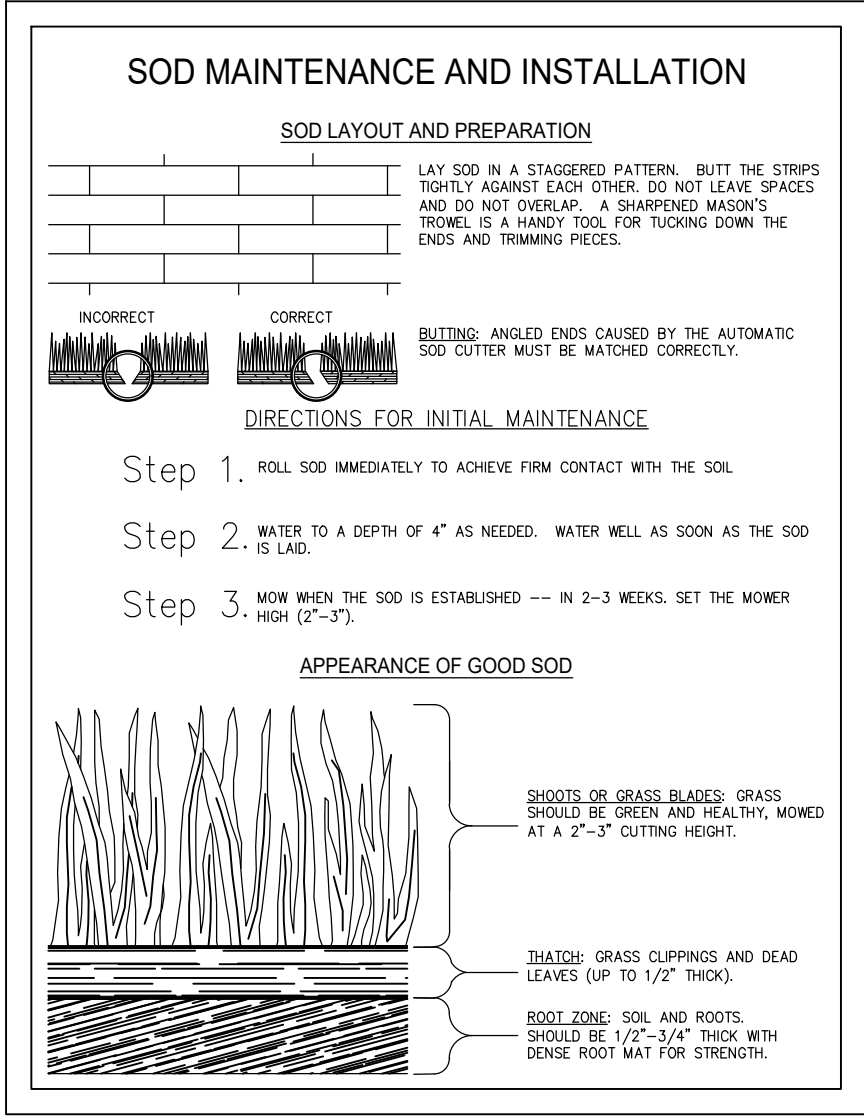 SOD MAINTENANCE AND INSTALLATION
SOD LAYOUT AND PREPARATION
LAY SOD IN A STAGGERED PATTERN. BUTT THE STRIPS
TIGHTLY AGAINST EACH OTHER. DO NOT LEAVE SPACES
AND DO NOT OVERLAP. A SHARPENED MASON'S
TROWEL IS A HANDY TOOL FOR TUCKING DOWN THE
ENDS AND TRIMMING PIECES.
INCORRECT
CORRECT
BUTTING: ANGLED ENDS CAUSED BY THE AUTOMATIC
SOD CUTTER MUST BE MATCHED CORRECTLY.
DIRECTIONS FOR INITIAL MAINTENANCE
Step 1. ROLL SOD IMMEDIATELY TO ACHIEVE FIRM CONTACT WITH THE SOIL
Step 2. WATER TO A DEPTH OF 4" AS NEEDED. WATER WELL AS SOON AS THE SOD
IS LAID.
Step 3. MOW WHEN THE SOD IS ESTABLISHED -- IN 2-3 WEEKS. SET THE MOWER
HIGH (2"-3").
APPEARANCE OF GOOD SOD
SHOOTS OR GRASS BLADES: GRASS
SHOULD BE GREEN AND HEALTHY, MOWED
AT A 2"-3" CUTTING HEIGHT.
THATCH: GRASS CLIPPINGS AND DEAD
LEAVES (UP TO 1/2" THICK).
ROOT ZONE: SOIL AND ROOTS.
SHOULD BE 1/2"-3/4" THICK WITH
DENSE ROOT MAT FOR STRENGTH.